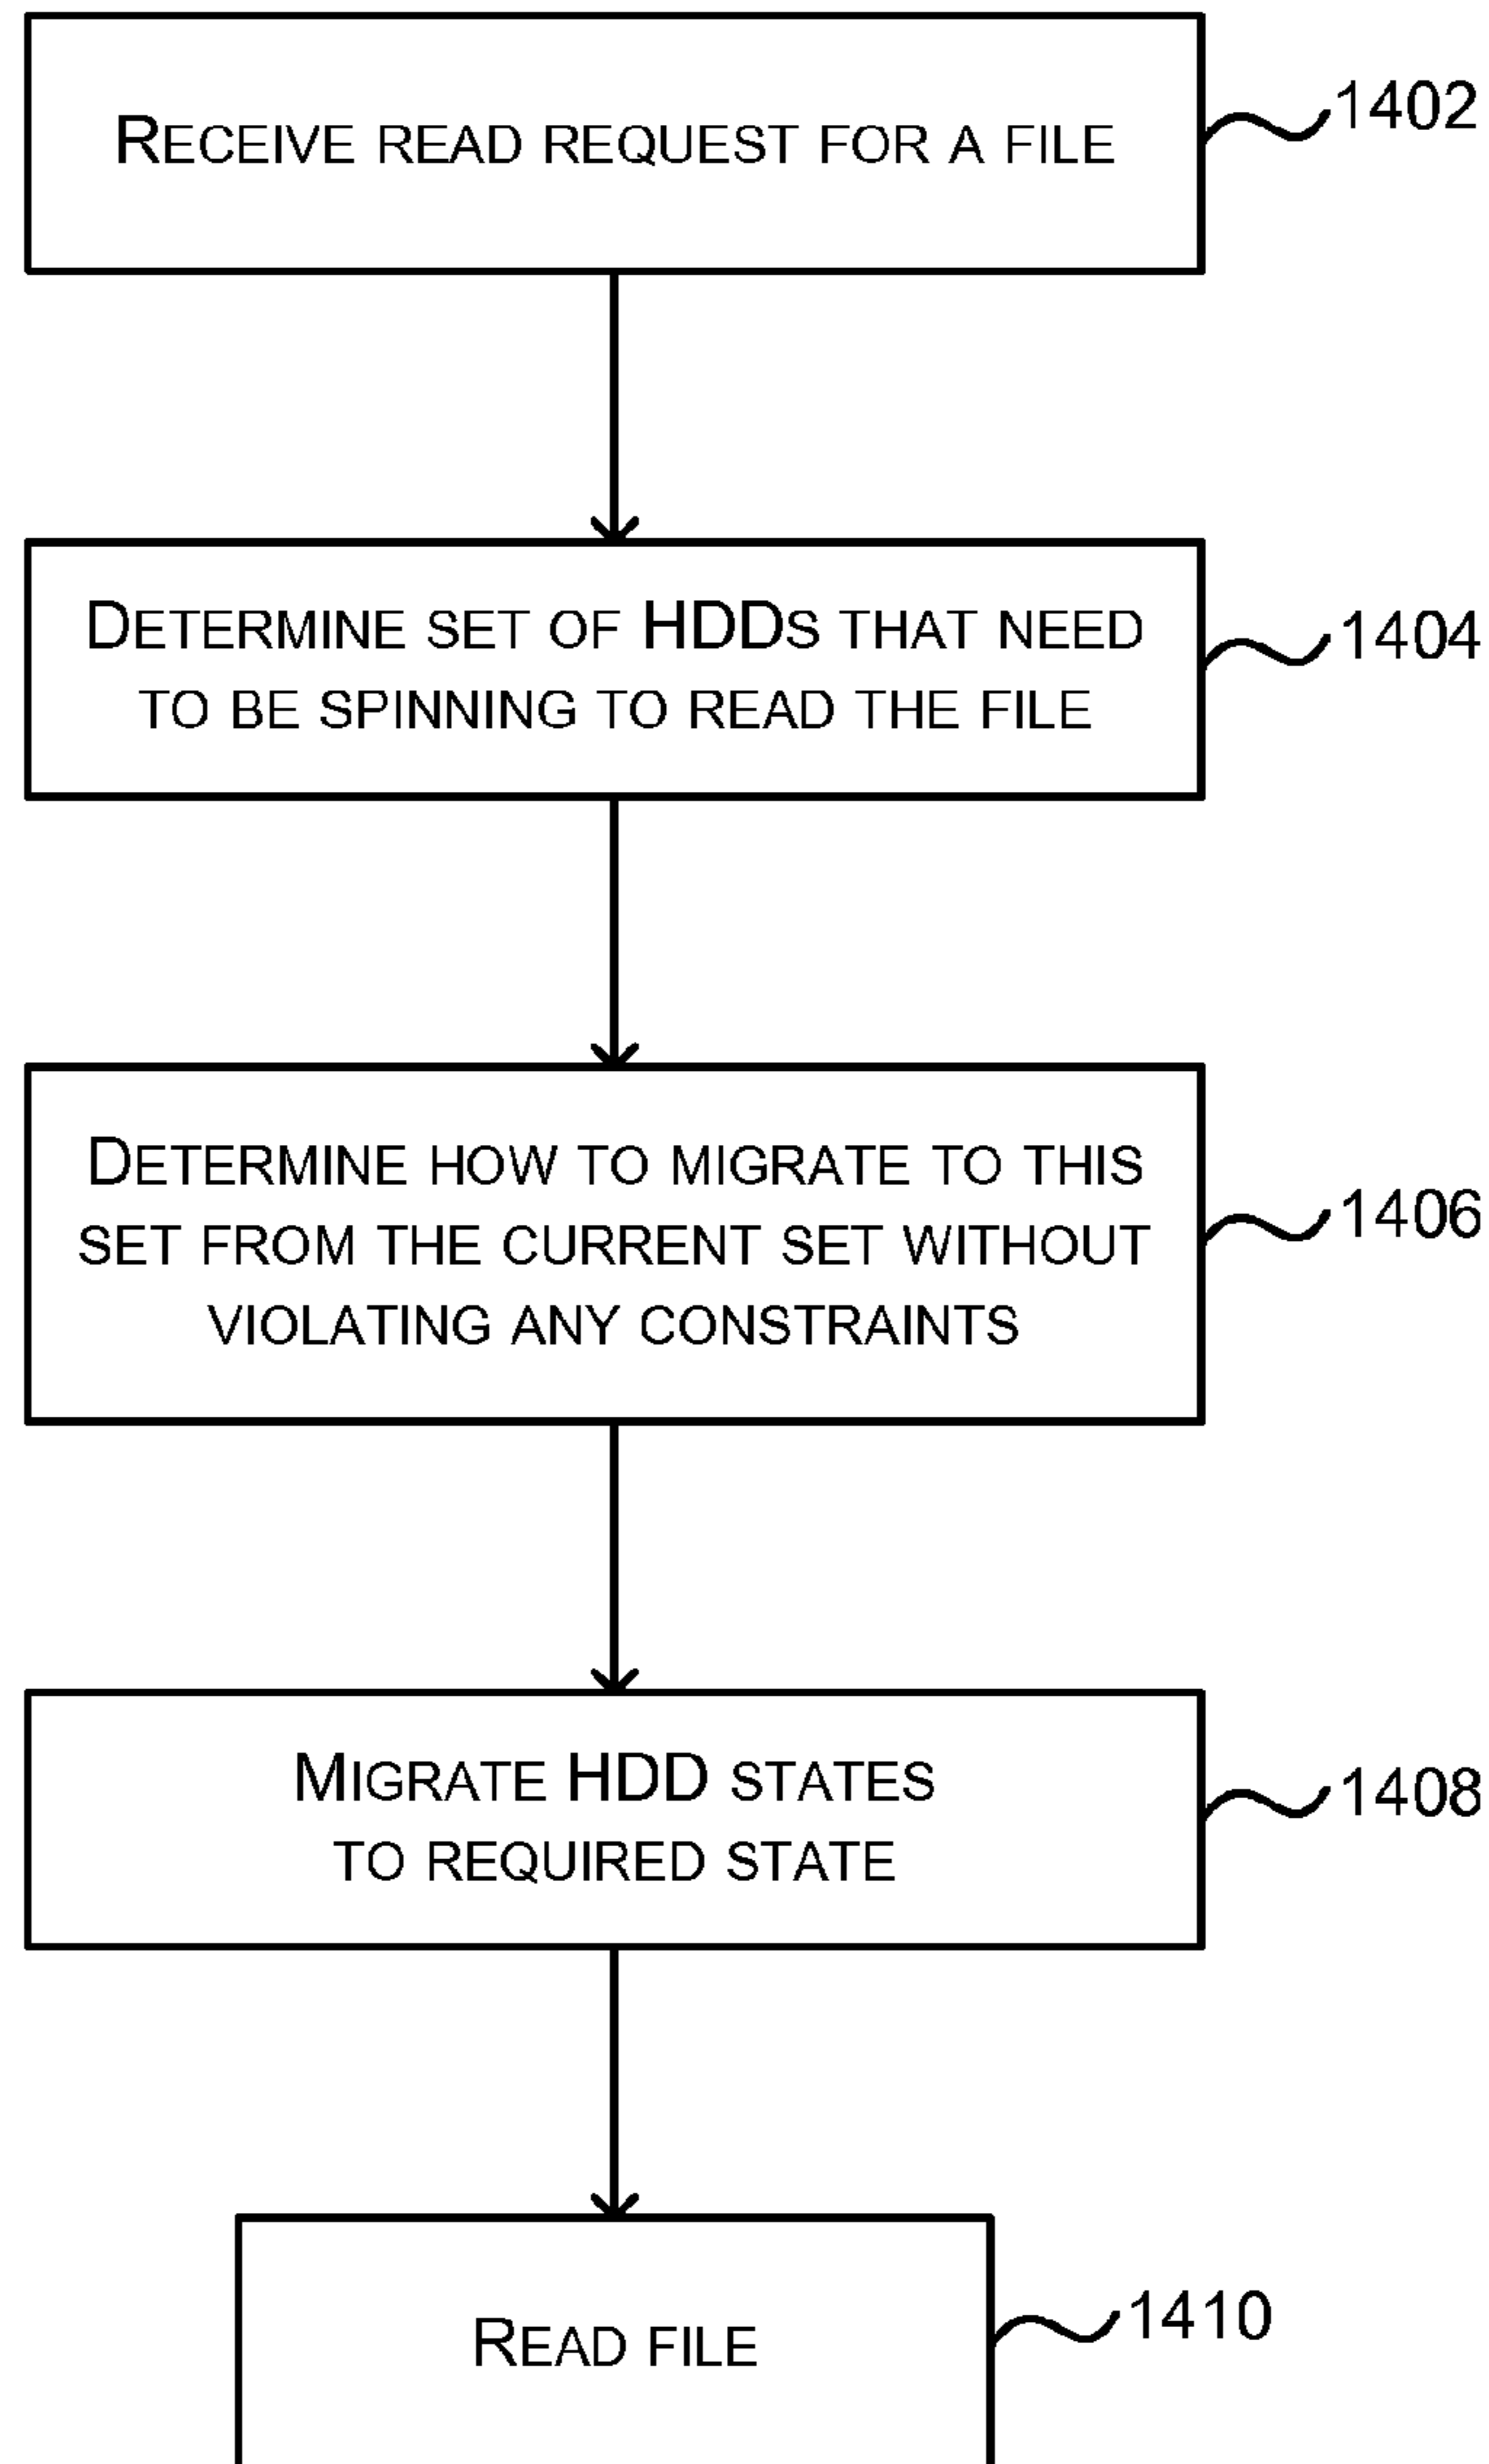 RECEIVE READ REQUEST FOR A FILE
1402
DETERMINE SET OF HDDS THAT NEED
TO BE SPINNING TO READ THE FILE
1404
DETERMINE HOW TO MIGRATE TO THIS
SET FROM THE CURRENT SET WITHOUT
VIOLATING ANY CONSTRAINTS
1406
MIGRATE HDD STATES
TO REQUIRED STATE
1408
READ FILE
1410